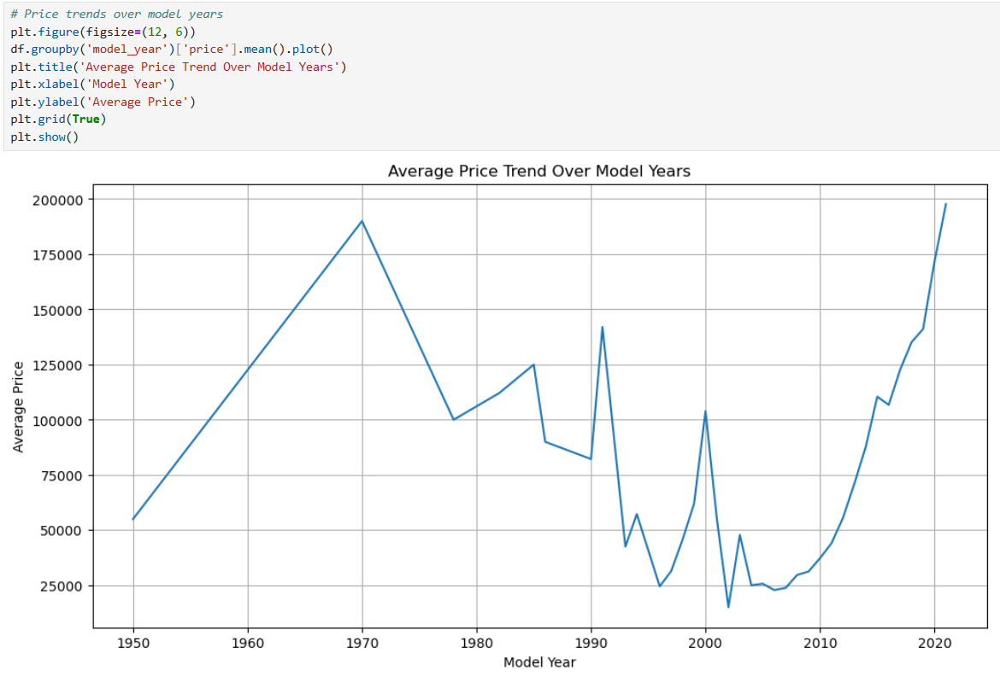 # Price trends over model years
plt.figure(figsize=(12, 6))
df.groupby('model_year')['price'].mean().plot()
plt.title('Average Price Trend Over Model Years')
plt.xlabel('Model Year')
plt.ylabel('Average Price')
plt.grid(True)
plt.show()
Average Price Trend Over Model Years
200000
175000
150000
125000
100000
75000
50000
25000
Average Price
1950 1960 1970 1980 1990 2000 2010 2020
Model Year